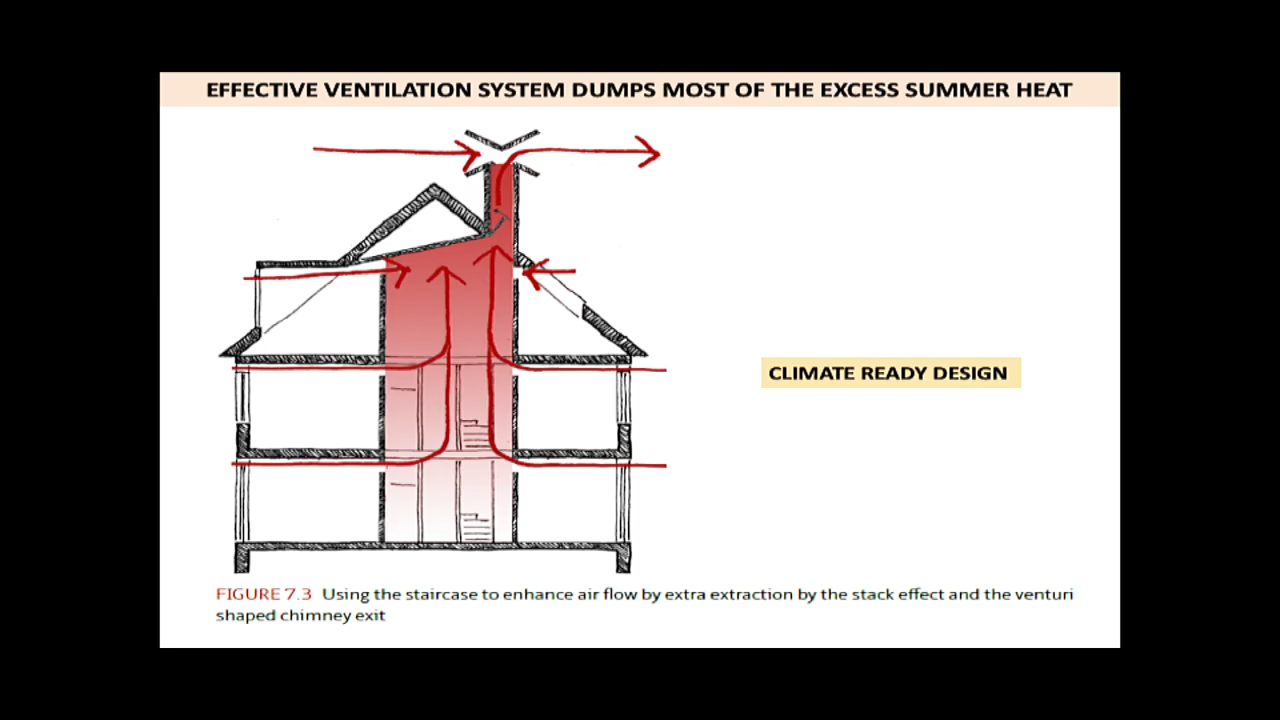 EFFECTIVE VENTILATION SYSTEM DUMPS MOST OF THE EXCESS SUMMER HEAT
CLIMATE READY DESIGN
FIGURE 7.3 Using the staircase to enhance air flow by extra extraction by the stack effect and the venturi
shaped chimney exit